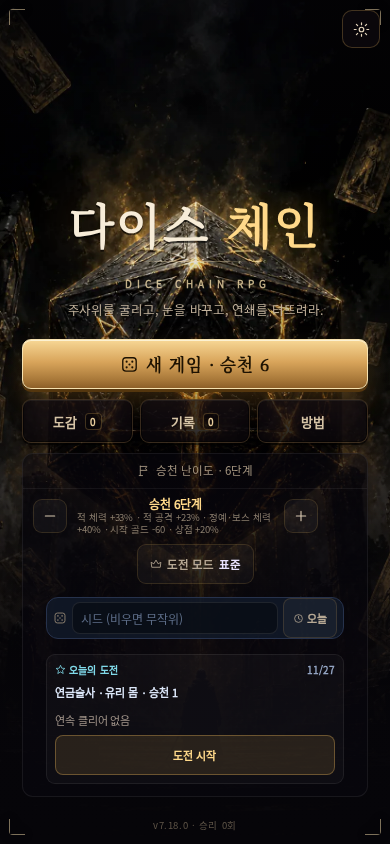 다이스 체인
DICE CHAIN RPG
주사위를 굴리고, 눈을 바꾸고, 연쇄를 터뜨려라.
새 게임 · 승천 6
도감 0 기록 0 방법
승천 난이도 · 6단계
승천 6단계
적 체력 +33% · 적 공격 +23% · 정예·보스 체력
+40% · 시작 골드 -60 · 상점 +20%
도전 모드 표준
시드 (비우면 무작위) 오늘
오늘의 도전 11/27
연금술사 · 유리 몸 · 승천 1
연속 클리어 없음
도전 시작
v7.18.0 · 승리 0회